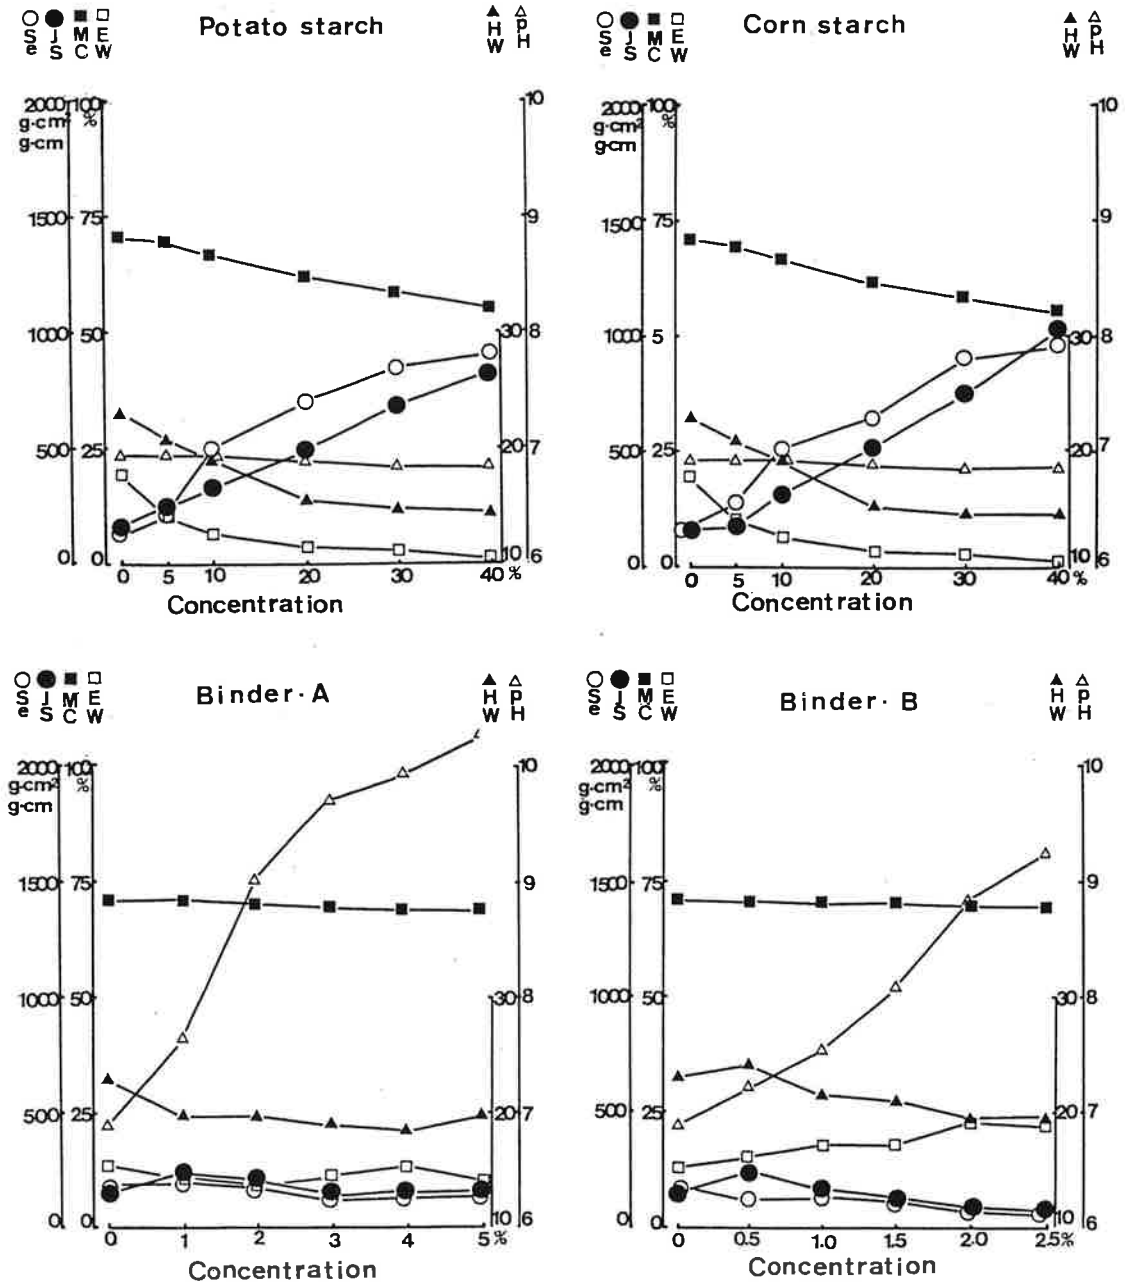 Potato starch
Se JS MC EW
HW pH
2000 100 10
g·cm² %
g·cm
1500 75 9
1000 50 30 8
500 25 20 7
0 0 10 6
0 5 10 20 30 40 %
Concentration
Corn starch
Se JS MC EW
HW pH
2000 100 10
g·cm² %
g·cm
1500 75 9
1000 5 30 8
500 25 20 7
0 0 10 6
0 5 10 20 30 40 %
Concentration
Binder·A
Se JS MC EW
HW pH
2000 100 10
g·cm² %
g·cm
1500 75 9
1000 50 30 8
500 25 20 7
0 0 10 6
0 1 2 3 4 5%
Concentration
Binder·B
Se JS MC EW
HW pH
2000 100 10
g·cm² %
g·cm
1500 75 9
1000 50 30 8
500 25 20 7
0 0 10 6
0 0.5 1.0 1.5 2.0 2.5%
Concentration